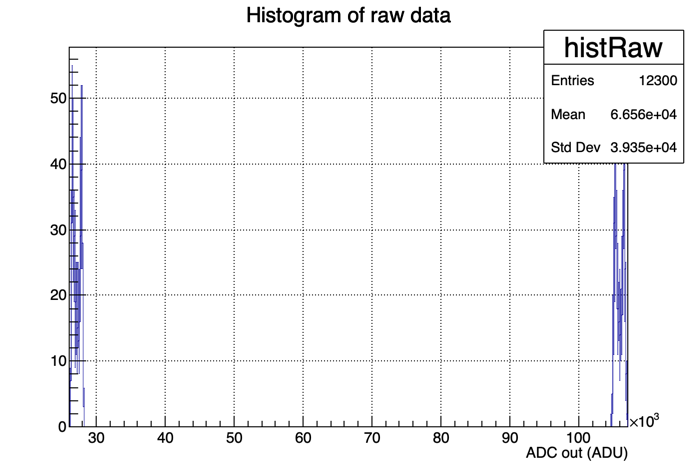 Histogram of raw data
histRaw
Entries 12300
Mean 6.656e+04
Std Dev 3.935e+04
50
40
30
20
10
0
30 40 50 60 70 80 90 100
×10³
ADC out (ADU)